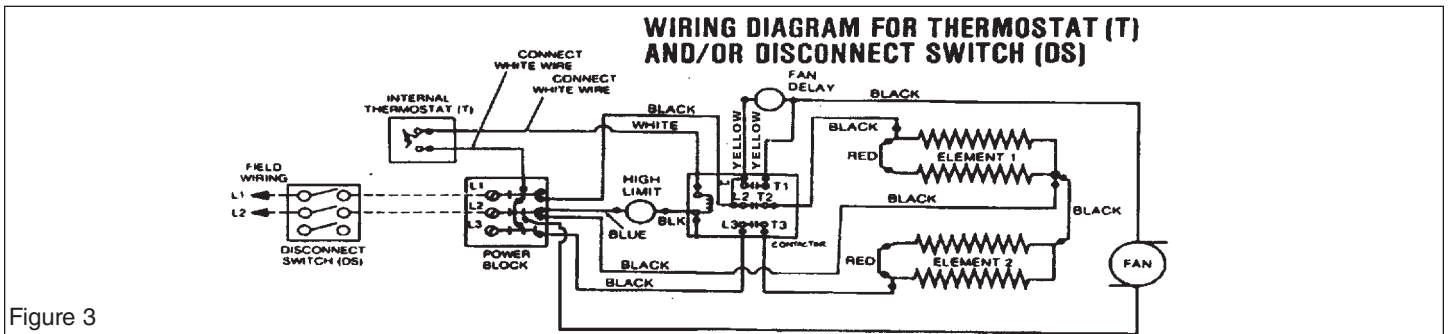 WIRING DIAGRAM FOR THERMOSTAT (T)
AND/OR DISCONNECT SWITCH (DS)
CONNECT
WHITE WIRE
CONNECT
WHITE WIRE
INTERNAL
THERMOSTAT (T)
FAN
DELAY
BLACK
BLACK
WHITE
YELLOW
YELLOW
BLACK
RED
ELEMENT 1
FIELD
WIRING
L1
L2
DISCONNECT
SWITCH (DS)
L1
L2
L3
POWER
BLOCK
HIGH
LIMIT
BLUE
BLK
T1
L2
T2
L3
T3
CONTACTOR
BLACK
BLACK
RED
ELEMENT 2
BLACK
BLACK
FAN
Figure 3